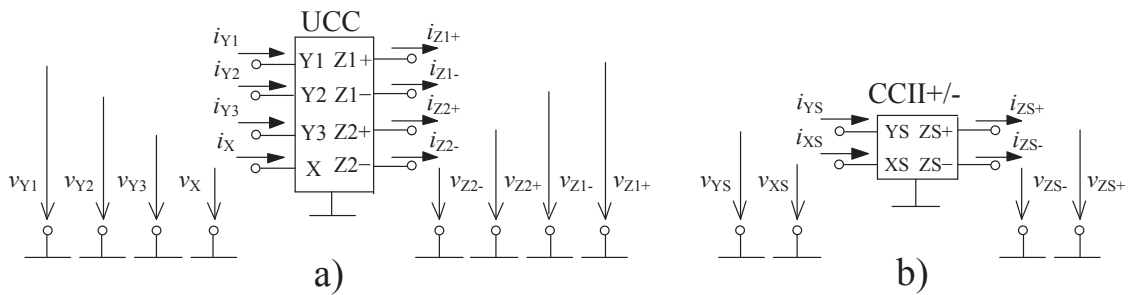 UCC
iY1
Y1
Z1+
iZ1+
iY2
Y2
Z1−
iZ1-
iY3
Y3
Z2+
iZ2+
iX
X
Z2−
iZ2-
vY1
vY2
vY3
vX
vZ2-
vZ2+
vZ1-
vZ1+
a)
CCII+/-
iYS
YS
ZS+
iZS+
iXS
XS
ZS−
iZS-
vYS
vXS
vZS-
vZS+
b)